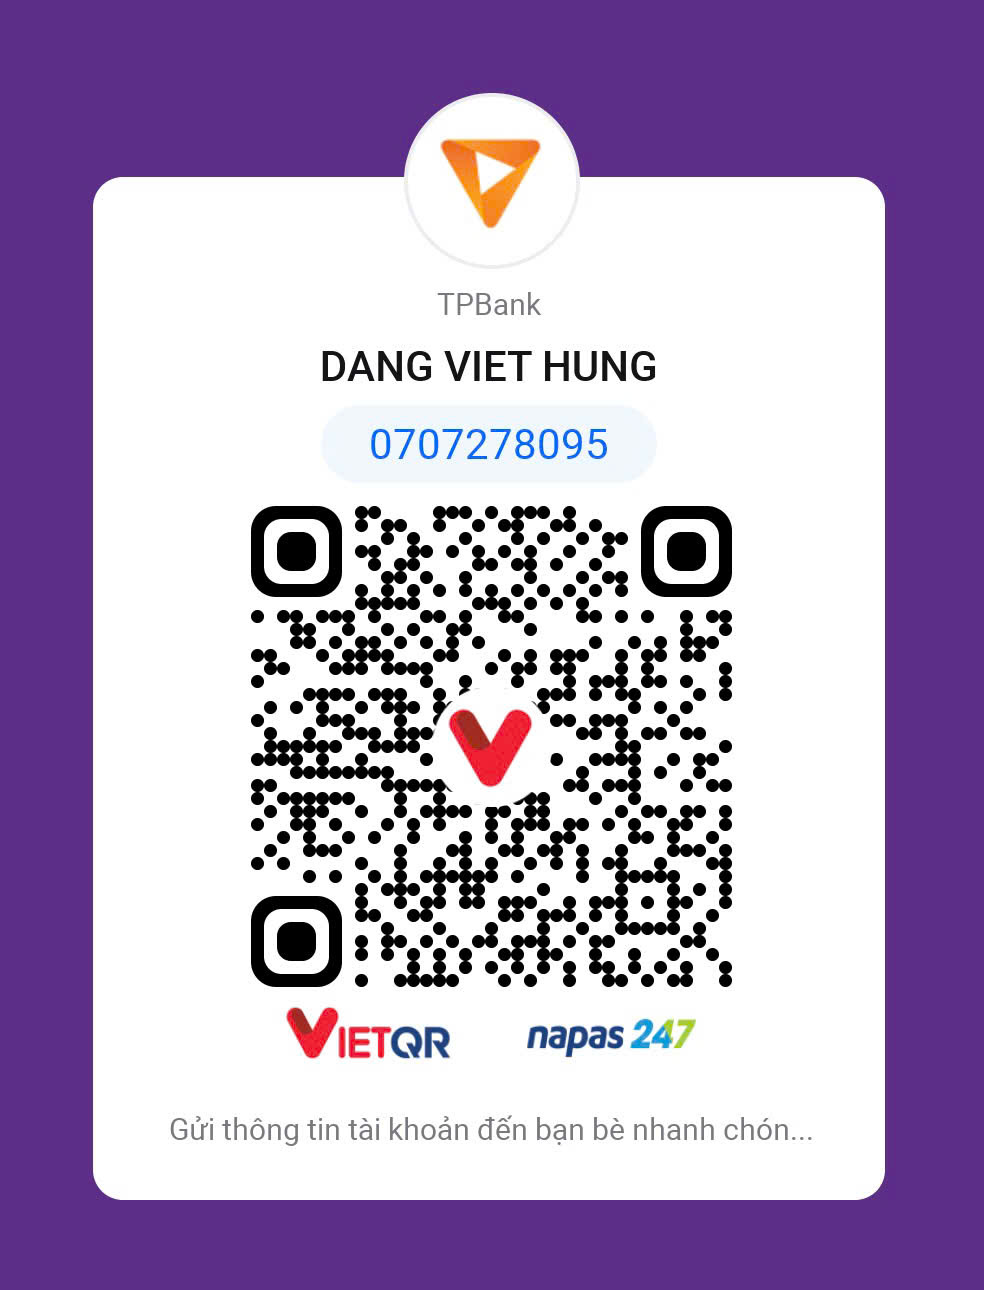 TPBank
DANG VIET HUNG
0707278095
VIETQR
napas 247
Gửi thông tin tài khoản đến bạn bè nhanh chón...